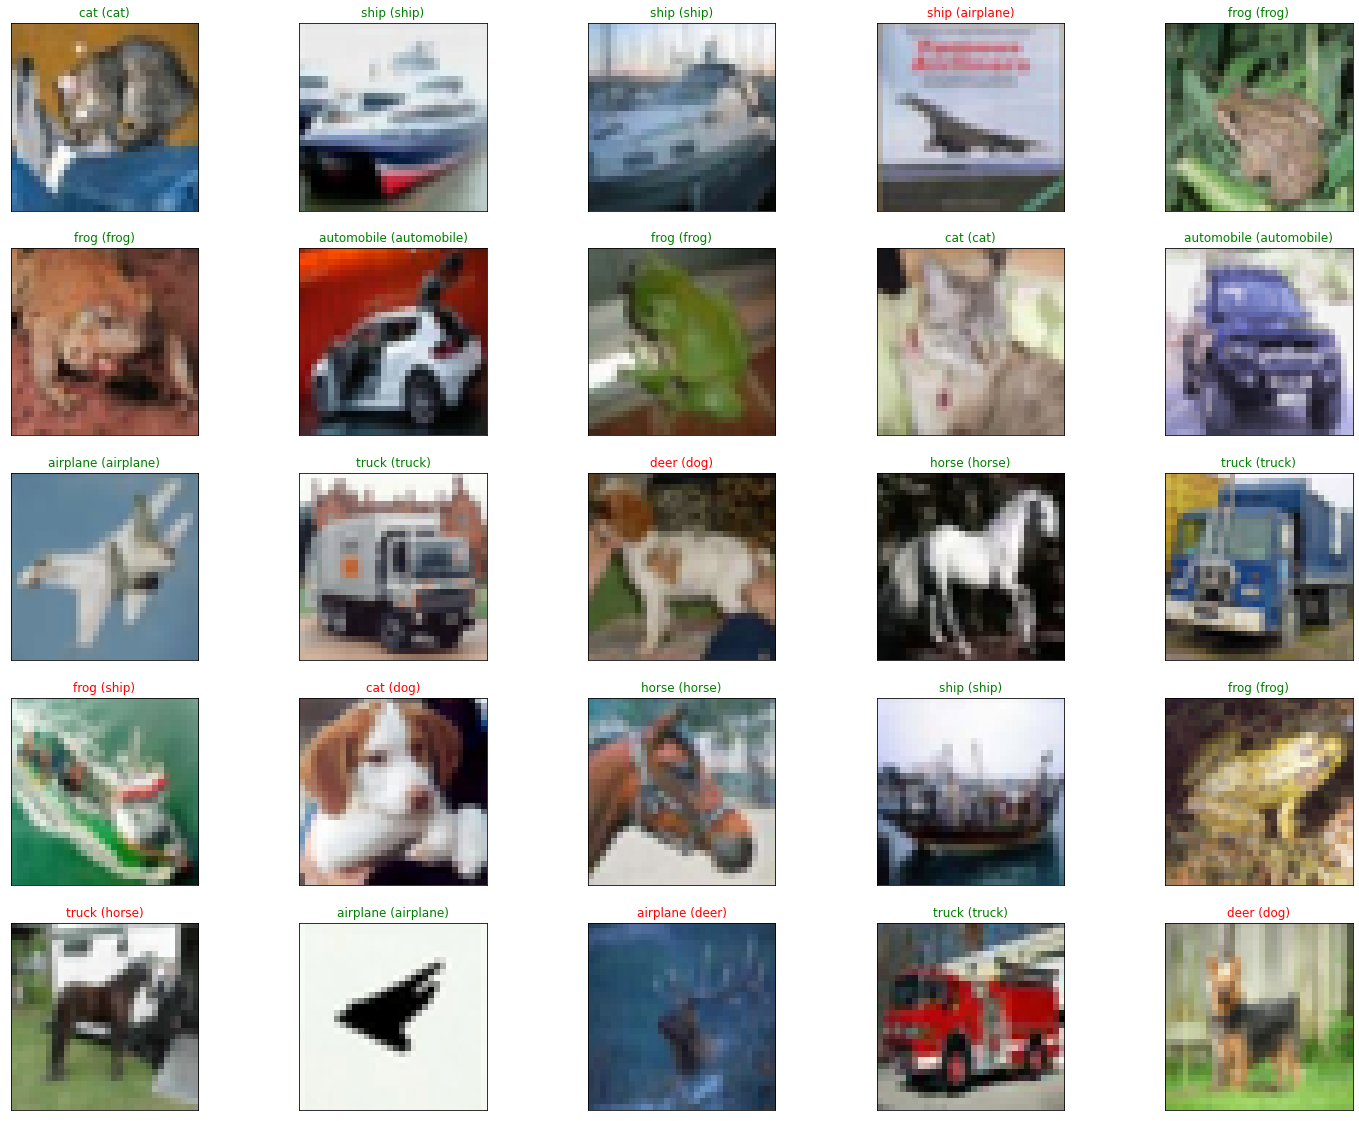 cat (cat)
ship (ship)
ship (ship)
ship (airplane)
frog (frog)
frog (frog)
automobile (automobile)
frog (frog)
cat (cat)
automobile (automobile)
airplane (airplane)
truck (truck)
deer (dog)
horse (horse)
truck (truck)
frog (ship)
cat (dog)
horse (horse)
ship (ship)
frog (frog)
truck (horse)
airplane (airplane)
airplane (deer)
truck (truck)
deer (dog)